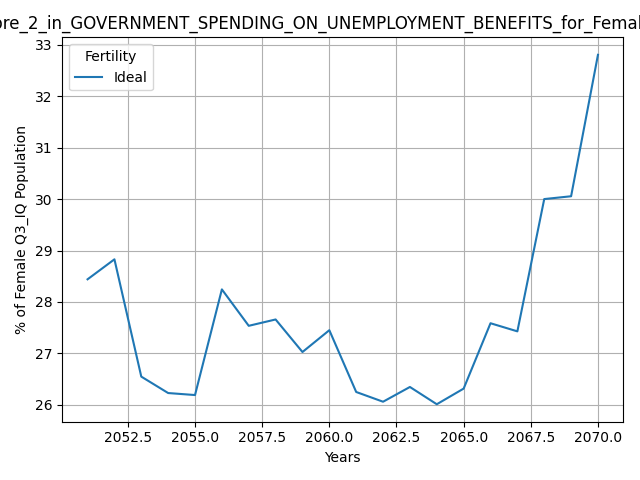 ore_2_in_GOVERNMENT_SPENDING_ON_UNEMPLOYMENT_BENEFITS_for_Femal
33
32
31
30
29
28
27
26
Fertility
Ideal
% of Female Q3_IQ Population
2052.5 2055.0 2057.5 2060.0 2062.5 2065.0 2067.5 2070.0
Years